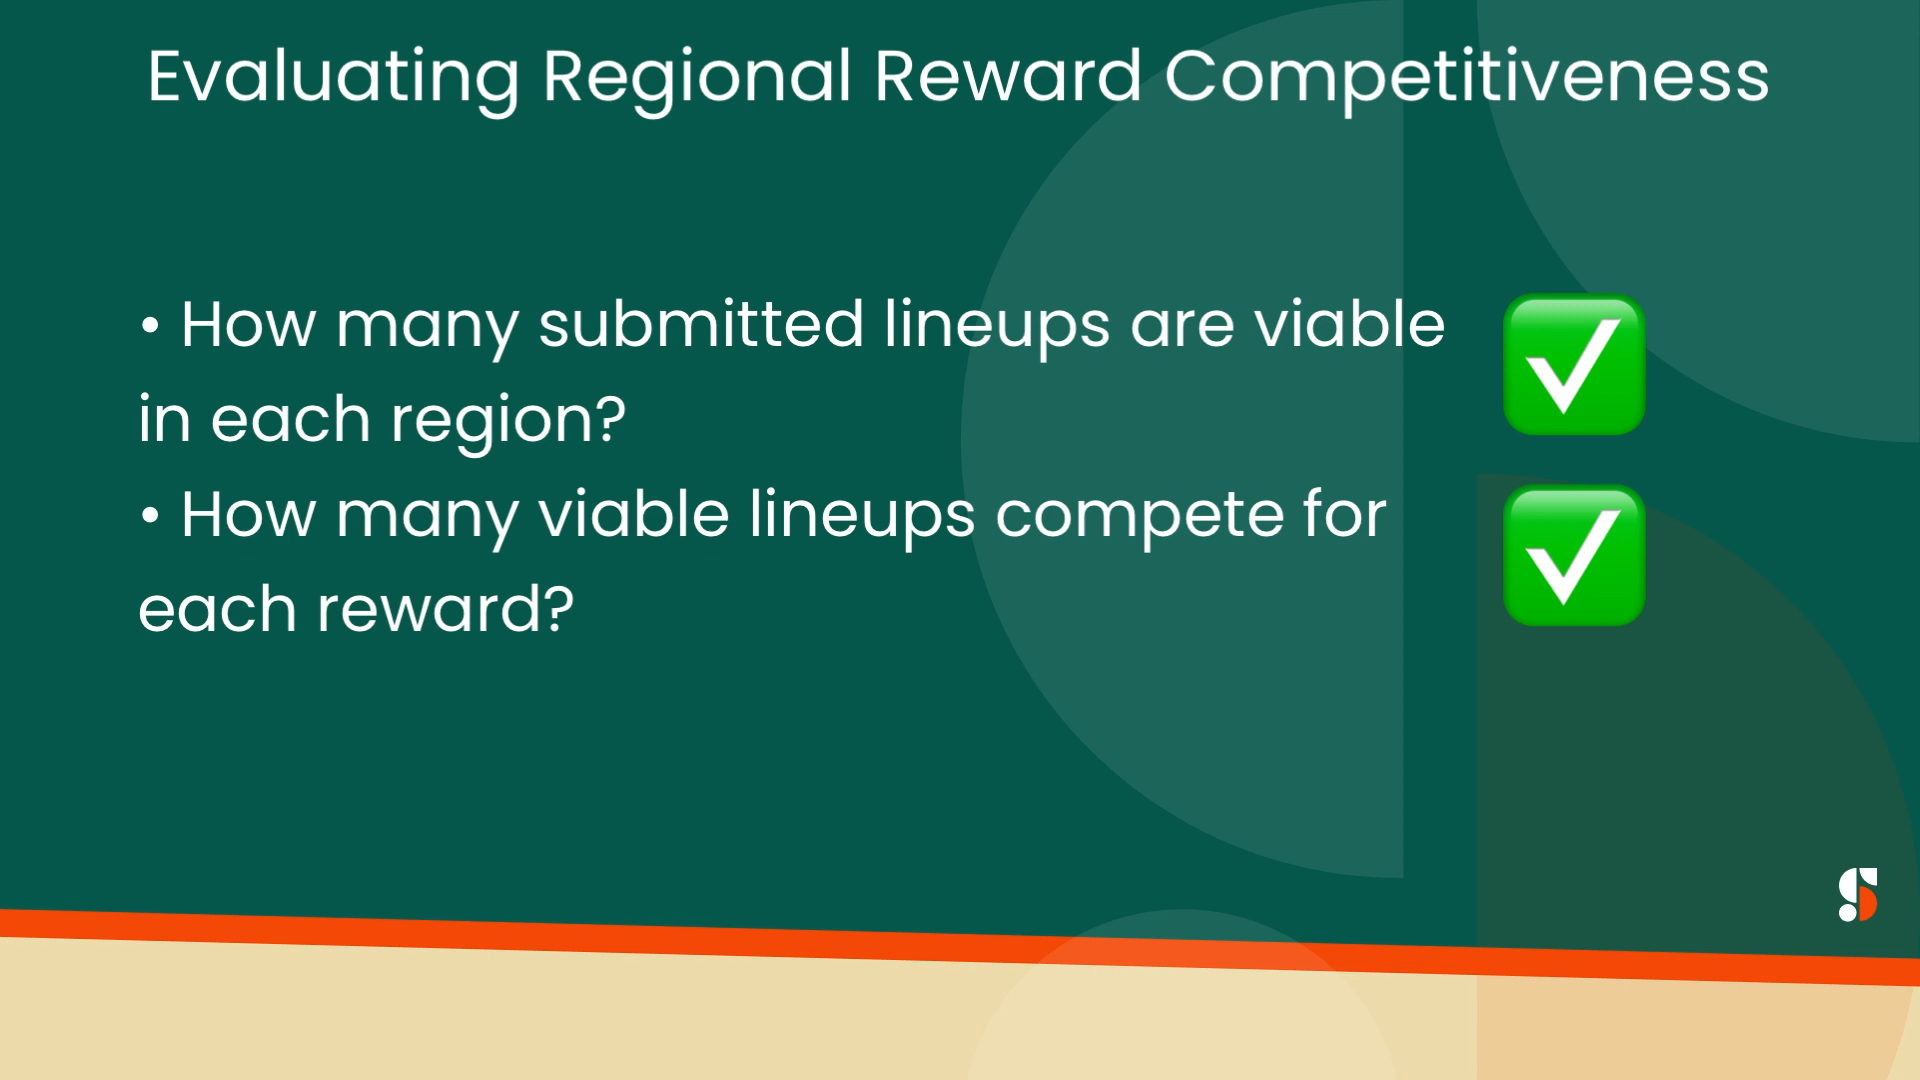 Evaluating Regional Reward Competitiveness
• How many submitted lineups are viable
in each region?
• How many viable lineups compete for
each reward?